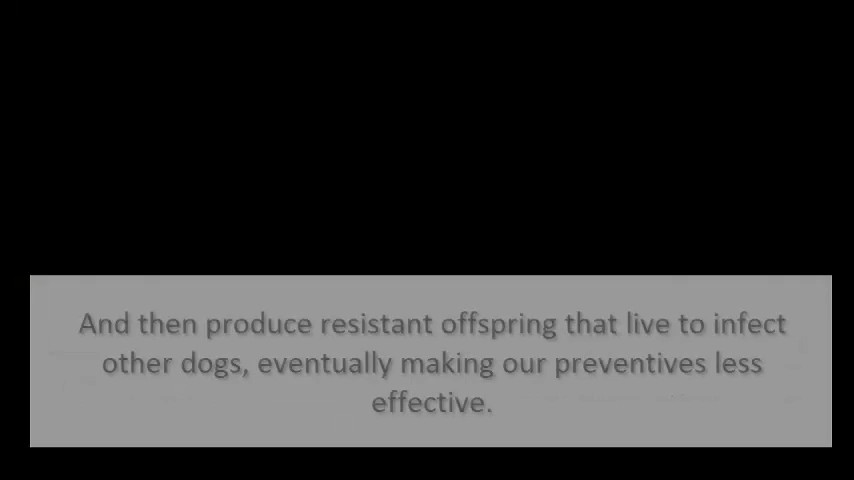 And then produce resistant offspring that live to infect
other dogs, eventually making our preventives less
effective.